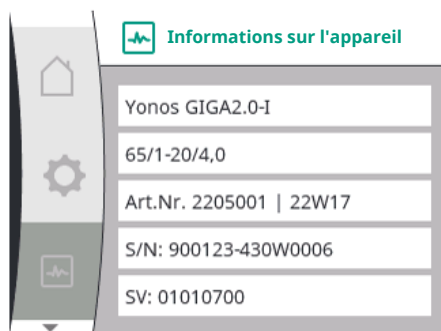 Informations sur l'appareil
Yonos GIGA2.0-I
65/1-20/4,0
Art.Nr. 2205001 | 22W17
S/N: 900123-430W0006
SV: 01010700